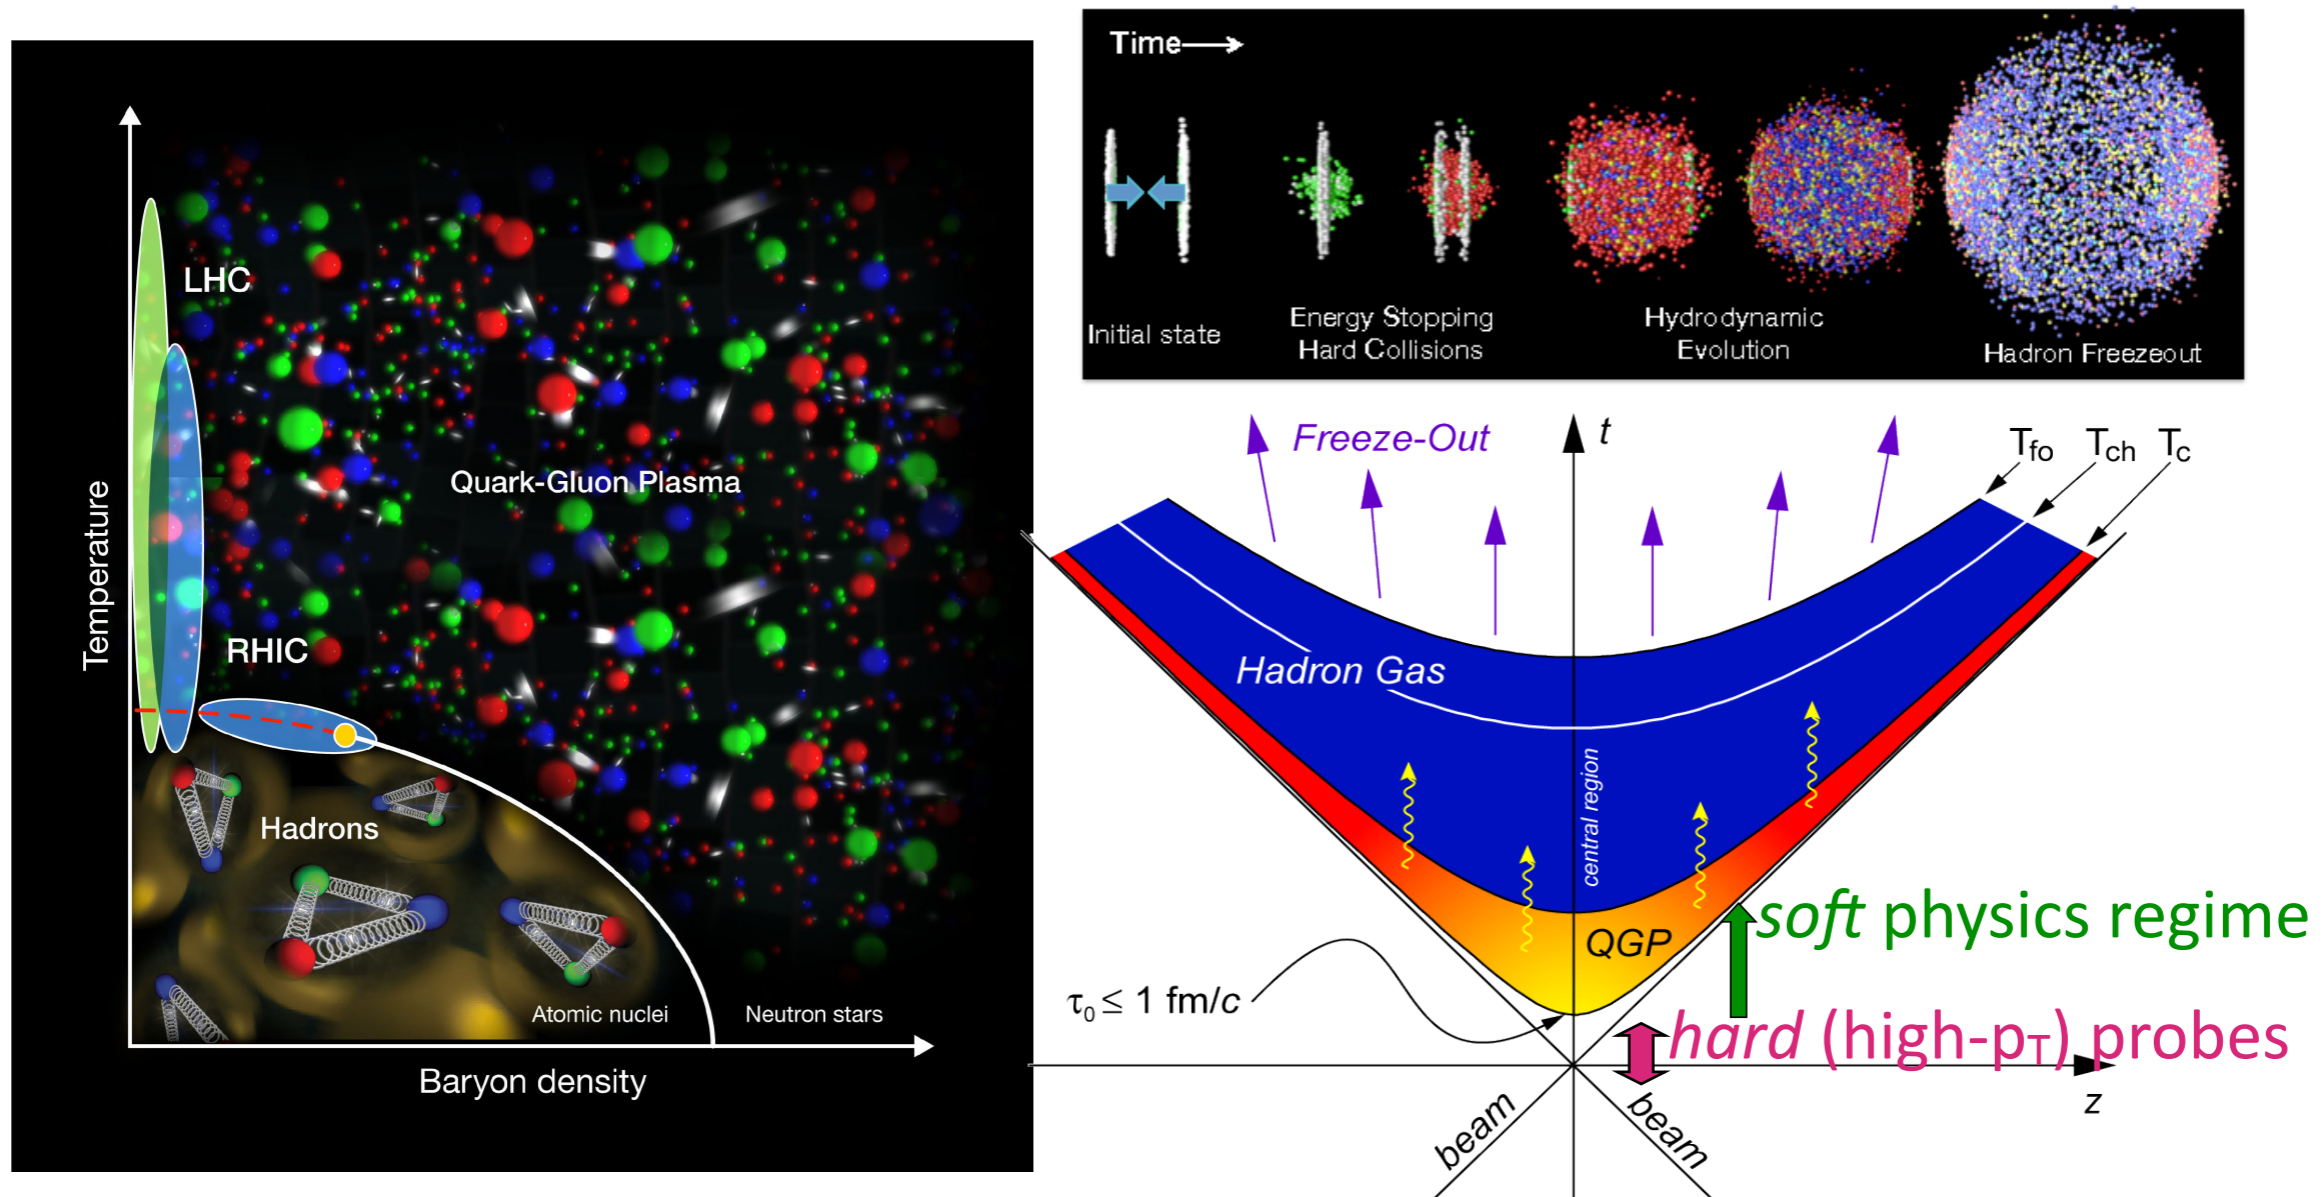 Temperature
LHC
Quark-Gluon Plasma
RHIC
Hadrons
Atomic nuclei
Neutron stars
Baryon density
Time
Initial state
Energy Stopping
Hard Collisions
Hydrodynamic
Evolution
Hadron Freezeout
Freeze-Out
t
Tfo
Tch
Tc
Hadron Gas
central region
QGP
soft physics regime
τ0 ≤ 1 fm/c
hard (high-pT) probes
z
beam
beam